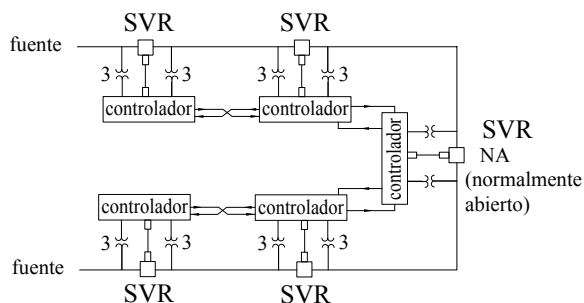 SVR SVR
fuente
3 3 3 3
controlador controlador
controlador
SVR
NA
(normalmente
abierto)
controlador controlador
3 3 3 3
fuente
SVR SVR